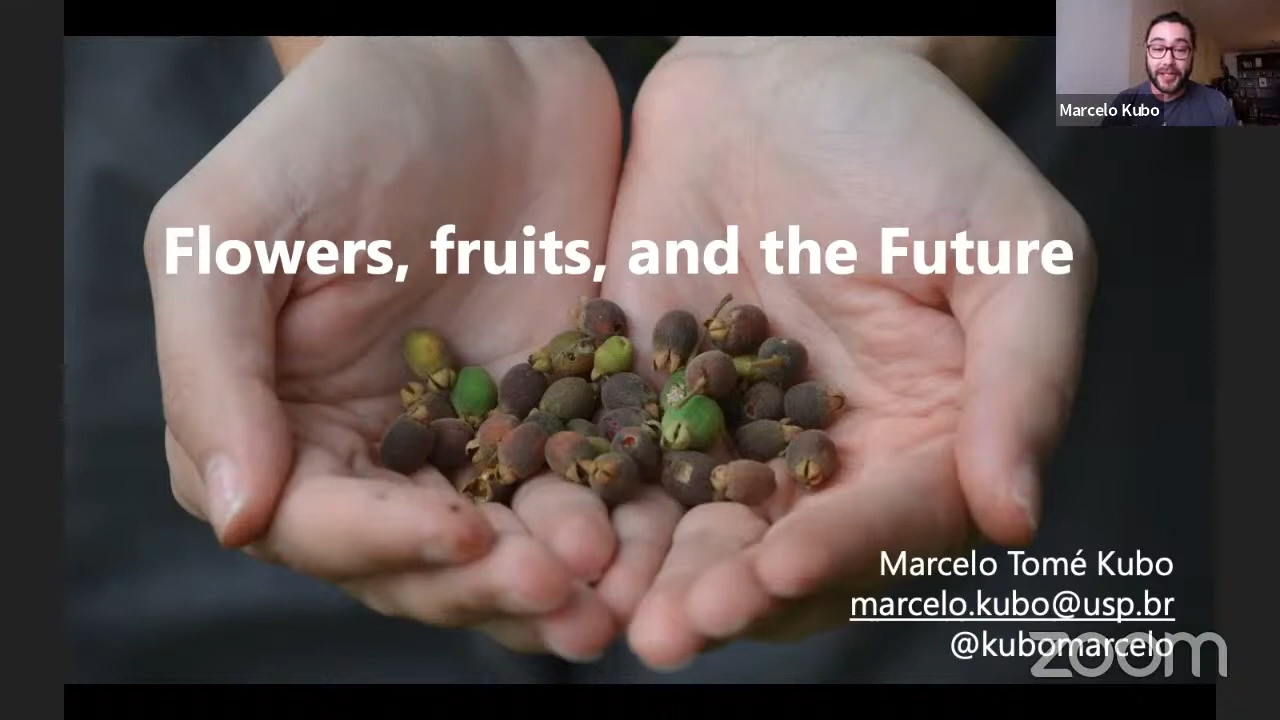 Marcelo Kubo
Flowers, fruits, and the Future
Marcelo Tomé Kubo
marcelo.kubo@usp.br
@kubomarcelo
zoom